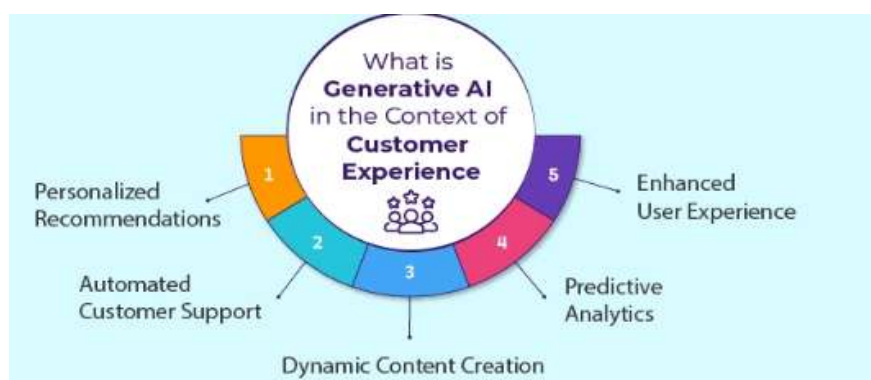 What is
Generative AI
in the Context of
Customer
Experience
1
Personalized
Recommendations
2
Automated
Customer Support
3
Dynamic Content Creation
4
Predictive
Analytics
5
Enhanced
User Experience